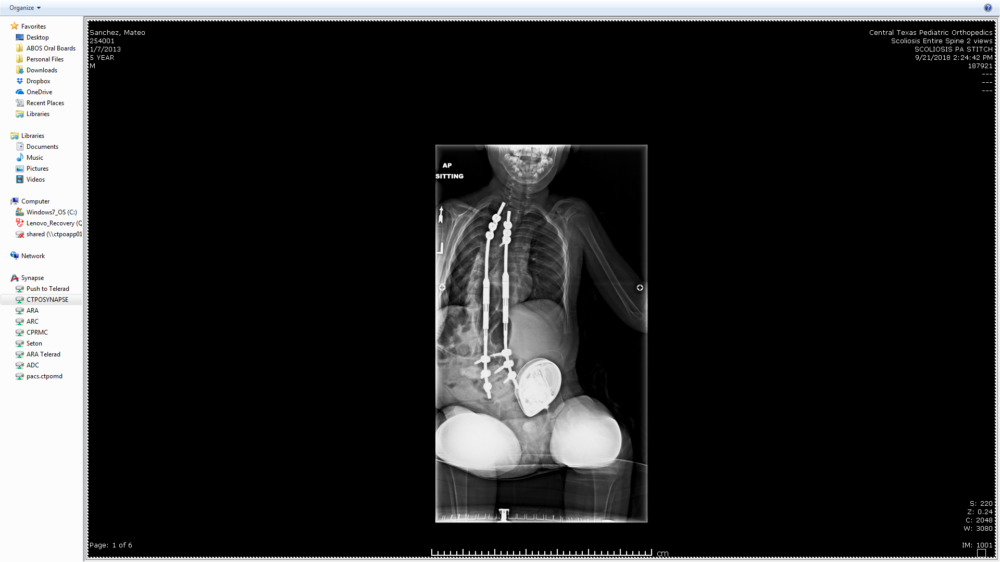 Organize
Favorites
Desktop
ABOS Oral Boards
Personal Files
Downloads
Dropbox
OneDrive
Recent Places
Libraries
Libraries
Documents
Music
Pictures
Videos
Computer
Windows7_OS (C:)
Lenovo_Recovery (Q
shared (\\ctpoapp01
Network
Synapse
Push to Telerad
CTPOSYNAPSE
ARA
ARC
CPRMC
Seton
ARA Telerad
ADC
pacs.ctpomd
Sanchez, Mateo
254001
1/7/2013
5 YEAR
M
Central Texas Pediatric Orthopedics
Scoliosis Entire Spine 2 views
SCOLIOSIS PA STITCH
9/21/2018 2:24:42 PM
187921
---
---
---
AP
SITTING
L
S: 220
Z: 0.24
C: 2048
W: 3080
IM: 1001
Page: 1 of 6
cm